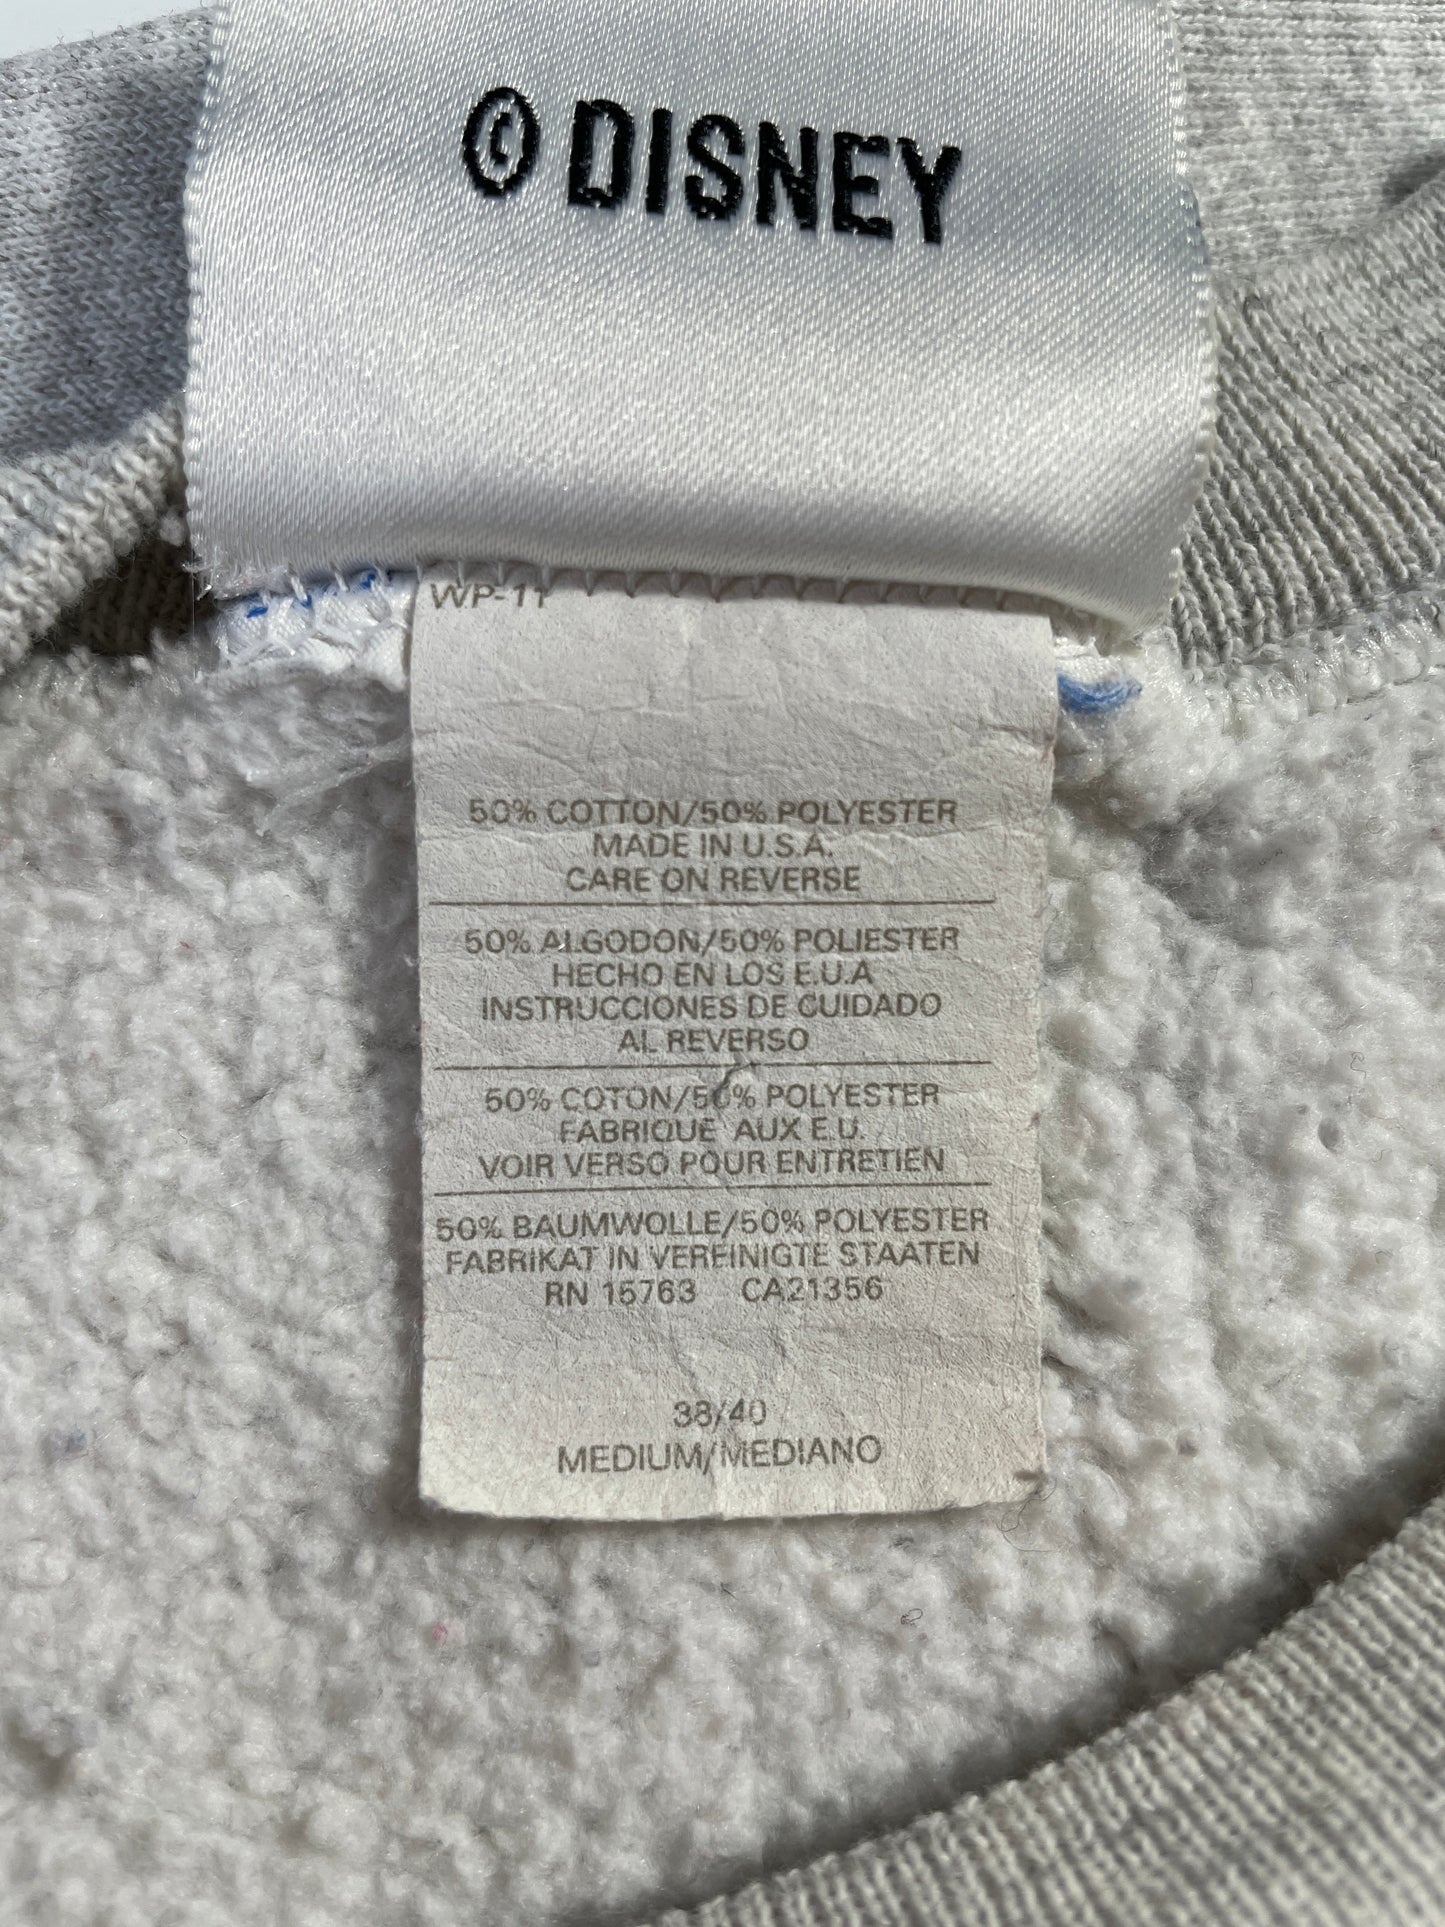 © DISNEY
WP-11
50% COTTON/50% POLYESTER
MADE IN U.S.A.
CARE ON REVERSE
50% ALGODON/50% POLIESTER
HECHO EN LOS E.U.A
INSTRUCCIONES DE CUIDADO
AL REVERSO
50% COTON/50% POLYESTER
FABRIQUE AUX E.U.
VOIR VERSO POUR ENTRETIEN
50% BAUMWOLLE/50% POLYESTER
FABRIKAT IN VEREINIGTE STAATEN
RN 15763 CA21356
38/40
MEDIUM/MEDIANO